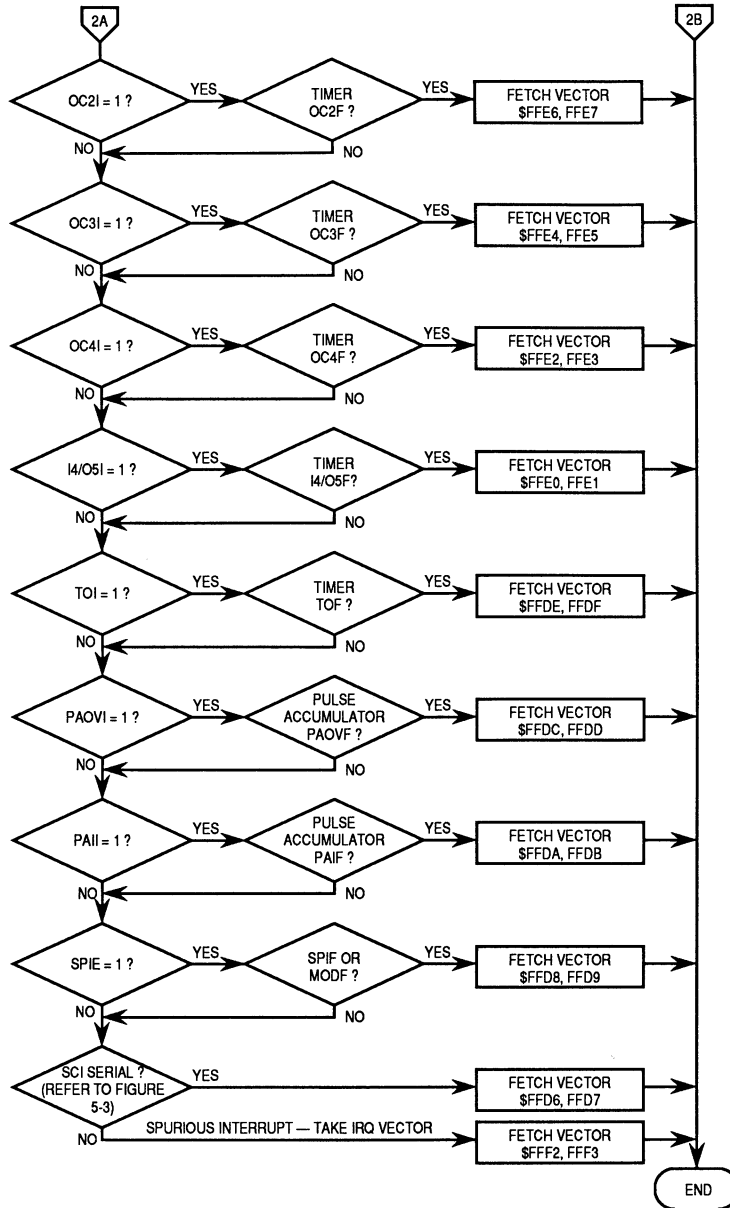 2A
2B
OC2I = 1 ?
YES
TIMER
OC2F ?
YES
FETCH VECTOR
$FFE6, FFE7
NO
NO
OC3I = 1 ?
YES
TIMER
OC3F ?
YES
FETCH VECTOR
$FFE4, FFE5
NO
NO
OC4I = 1 ?
YES
TIMER
OC4F ?
YES
FETCH VECTOR
$FFE2, FFE3
NO
NO
I4/O5I = 1 ?
YES
TIMER
I4/O5F?
YES
FETCH VECTOR
$FFE0, FFE1
NO
NO
TOI = 1 ?
YES
TIMER
TOF ?
YES
FETCH VECTOR
$FFDE, FFDF
NO
NO
PAOVI = 1 ?
YES
PULSE
ACCUMULATOR
PAOVF ?
YES
FETCH VECTOR
$FFDC, FFDD
NO
NO
PAII = 1 ?
YES
PULSE
ACCUMULATOR
PAIF ?
YES
FETCH VECTOR
$FFDA, FFDB
NO
NO
SPIE = 1 ?
YES
SPIF OR
MODF ?
YES
FETCH VECTOR
$FFD8, FFD9
NO
NO
SCI SERIAL ?
(REFER TO FIGURE
5-3)
YES
FETCH VECTOR
$FFD6, FFD7
NO
SPURIOUS INTERRUPT — TAKE IRQ VECTOR
FETCH VECTOR
$FFF2, FFF3
END